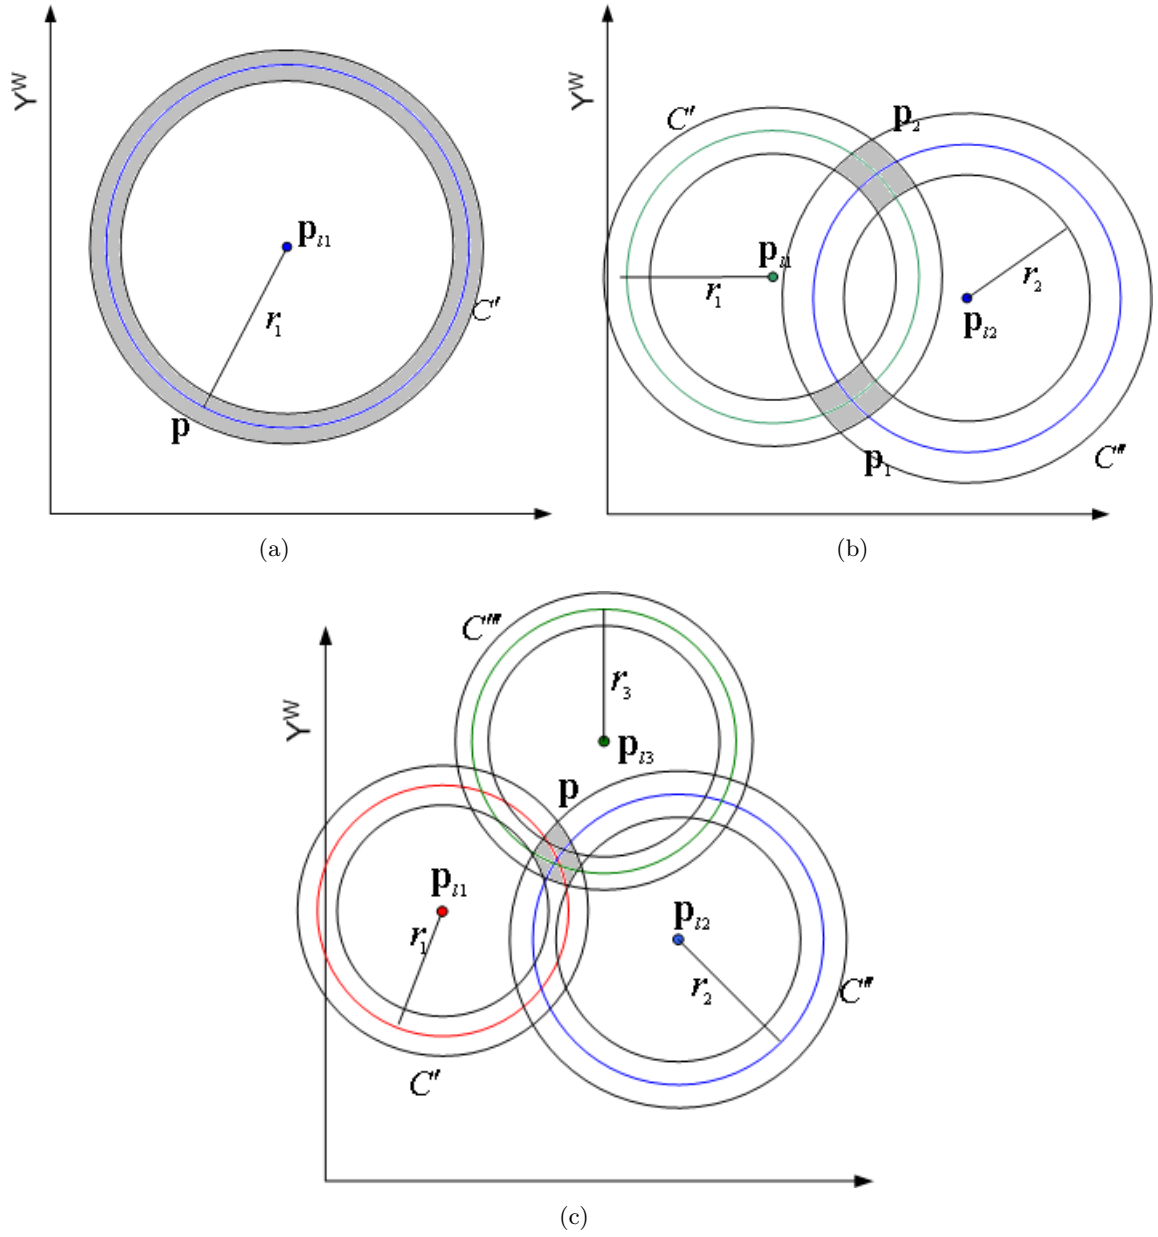 Y^W
p_l1
r_1
C'
p
(a)
Y^W
C'
p_2
p_l1
r_1
r_2
p_l2
p_1
C''
(b)
C'''
Y^W
r_3
p_l3
p
p_l1
r_1
p_l2
r_2
C''
C'
(c)